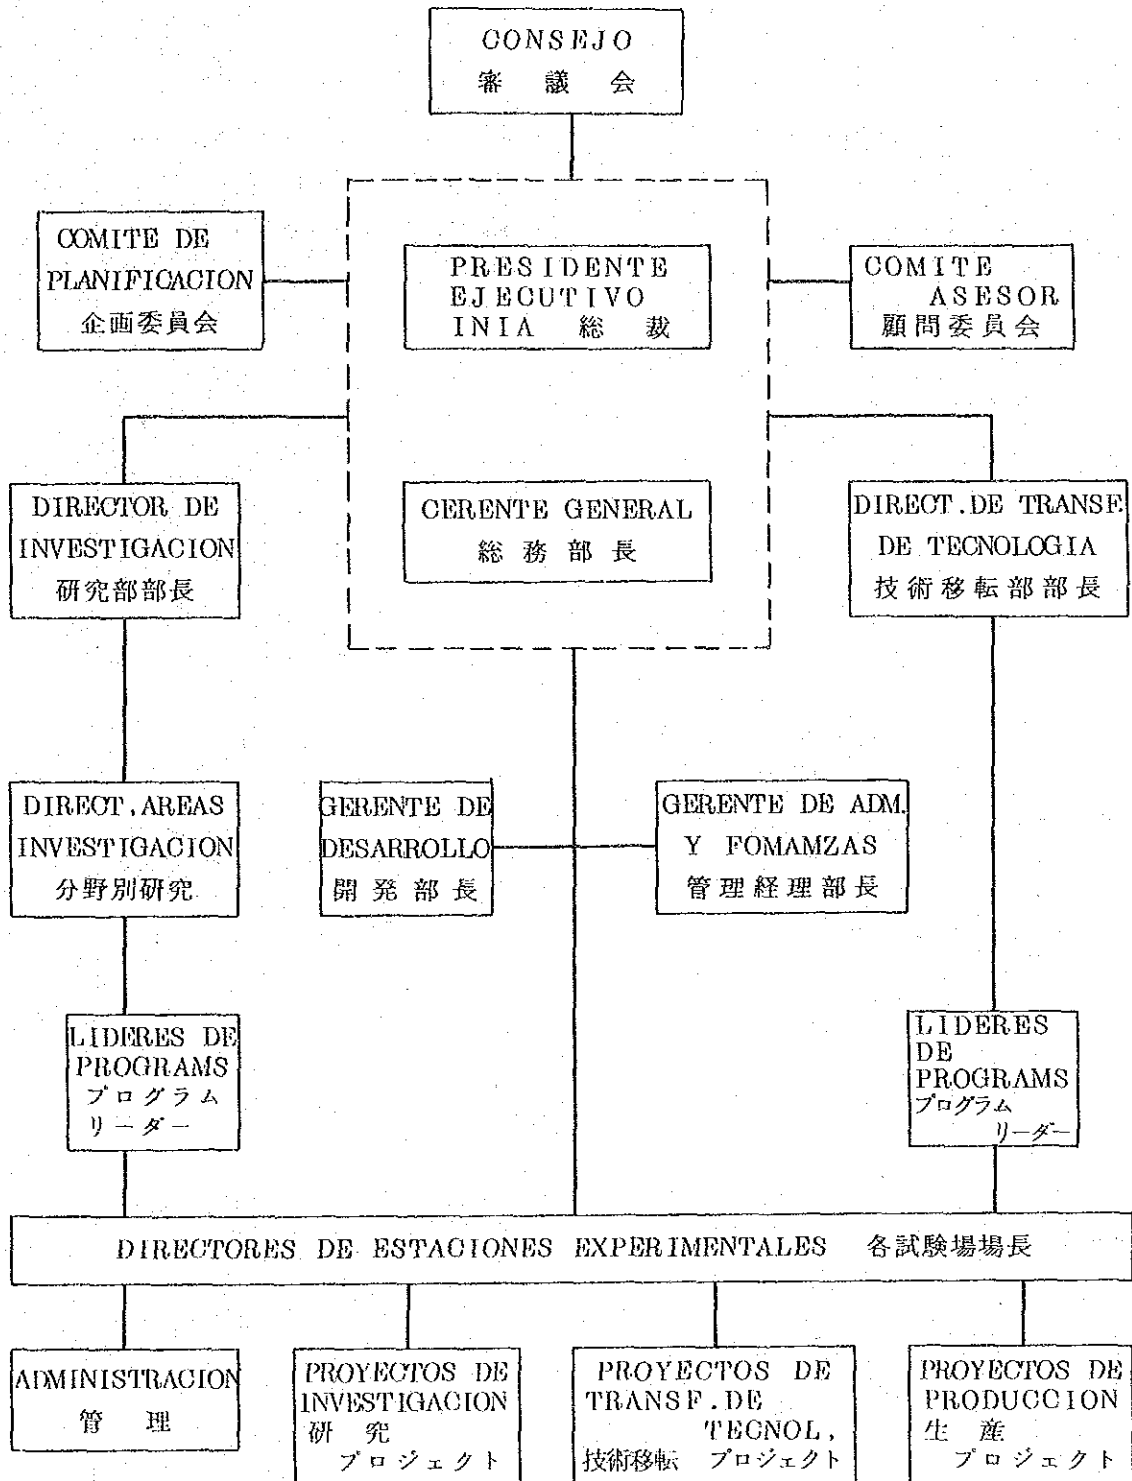 CONSEJO
審議会
COMITE DE
PLANIFICACION
企画委員会
PRESIDENTE
EJECUTIVO
INIA 総裁
COMITE
ASESOR
顧問委員会
DIRECTOR DE
INVESTIGACION
研究部部長
CERENTE GENERAL
総務部長
DIRECT.DE TRANSF.
DE TECNOLOGIA
技術移転部部長
DIRECT.AREAS
INVESTIGACION
分野別研究
GERENTE DE
DESARROLLO
開発部長
GERENTE DE ADM.
Y FOMAMZAS
管理経理部長
LIDERES DE
PROGRAMS
プログラム
リーダー
LIDERES
DE
PROGRAMS
プログラム
リーダー
DIRECTORES DE ESTACIONES EXPERIMENTALES 各試験場場長
ADMINISTRACION
管理
PROYECTOS DE
INVESTIGACION
研究
プロジェクト
PROYECTOS DE
TRANSF.DE
TECNOL,
技術移転 プロジェクト
PROYECTOS DE
PRODUCCION
生産
プロジェクト